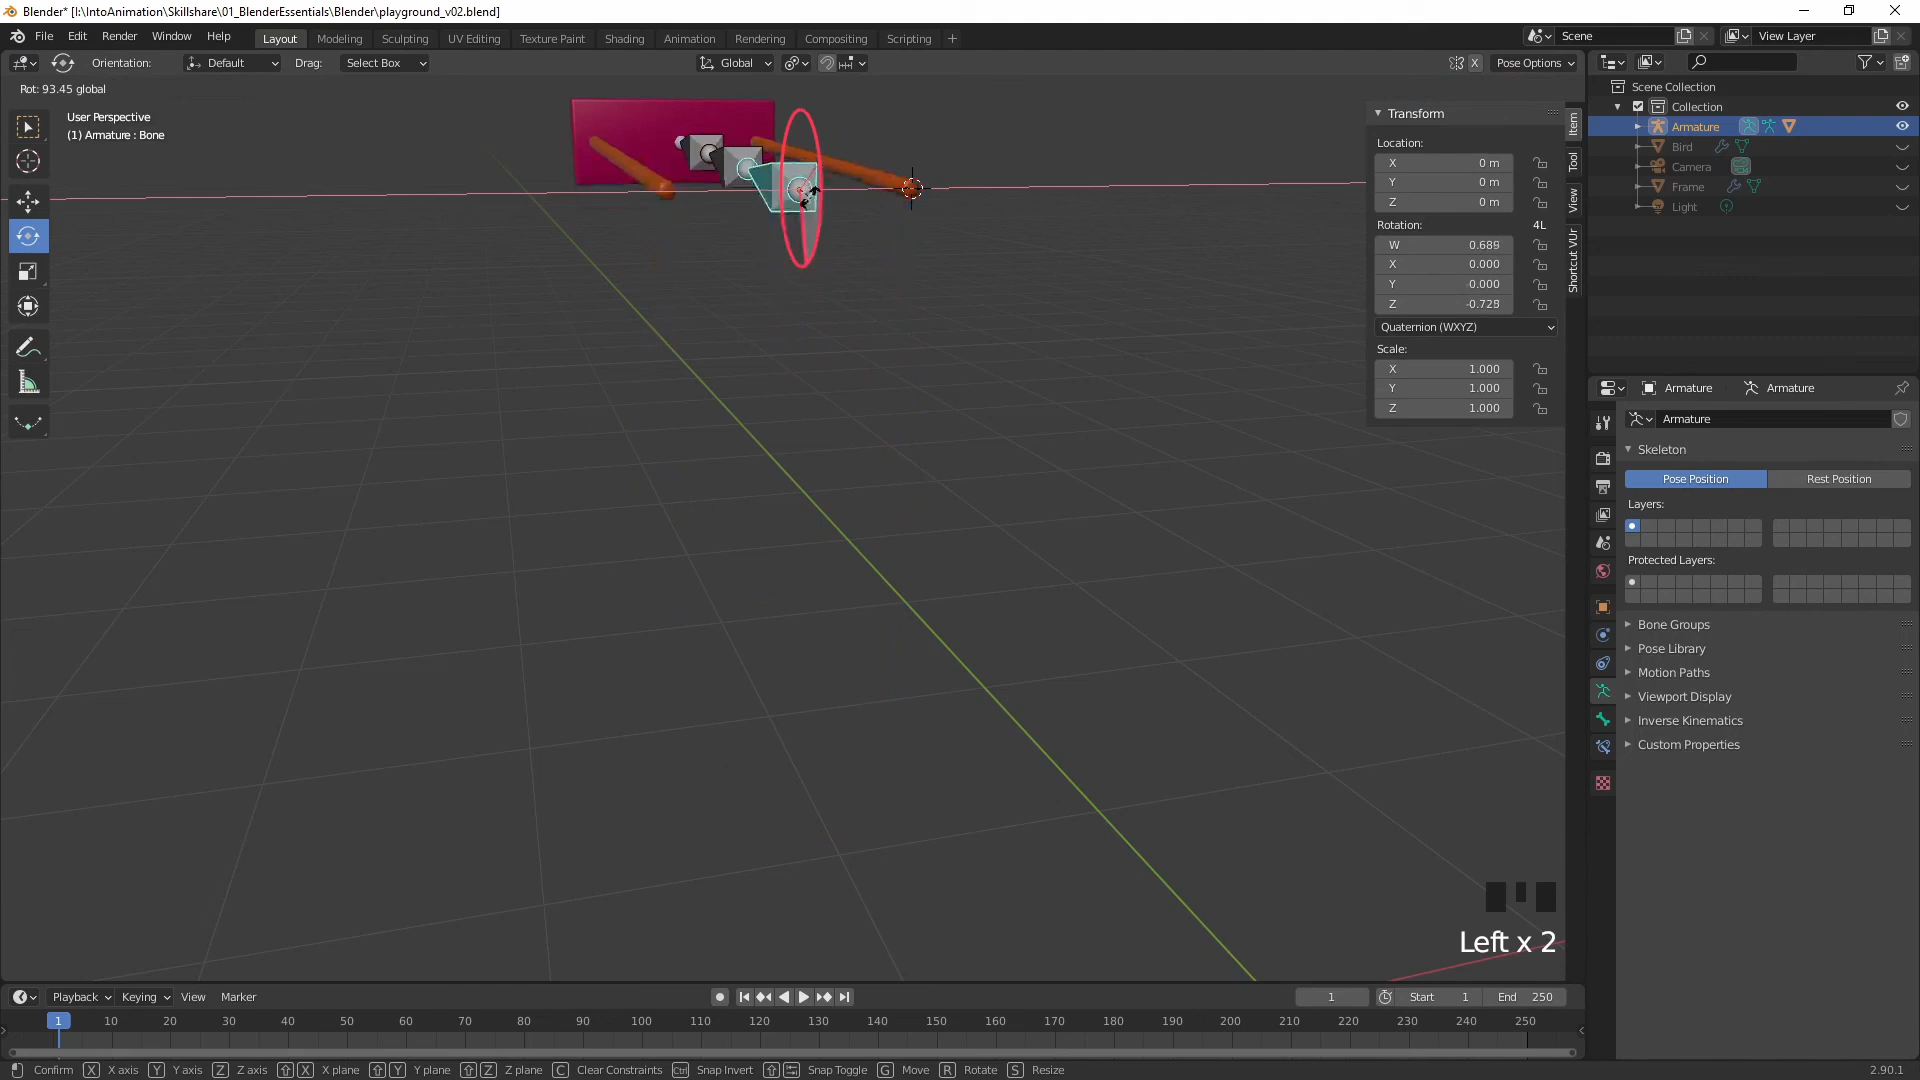 Blender* [I:\IntoAnimation\Skillshare\01_BlenderEssentials\Blender\playground_v02.blend]
File Edit Render Window Help Layout Modeling Sculpting UV Editing Texture Paint Shading Animation Rendering Compositing Scripting + Scene View Layer
Orientation: Default Drag: Select Box Global X Pose Options
Rot: 93.45 global
User Perspective
(1) Armature : Bone
Transform
Location:
X 0 m
Y 0 m
Z 0 m
Rotation: 4L
W 0.689
X 0.000
Y -0.000
Z -0.725
Quaternion (WXYZ)
Scale:
X 1.000
Y 1.000
Z 1.000
Item
Tool
View
Shortcut VUr
Scene Collection
Collection
Armature
Bird
Camera
Frame
Light
Armature Armature
Armature
Skeleton
Pose Position Rest Position
Layers:
Protected Layers:
Bone Groups
Pose Library
Motion Paths
Viewport Display
Inverse Kinematics
Custom Properties
Left x 2
Playback Keying View Marker 1 Start 1 End 250
1 10 20 30 40 50 60 70 80 90 100 110 120 130 140 150 160 170 180 190 200 210 220 230 240 250
Confirm X X axis Y Y axis Z Z axis X X plane Y Y plane Z Z plane C Clear Constraints Ctrl Snap Invert Snap Toggle G Move R Rotate S Resize 2.90.1